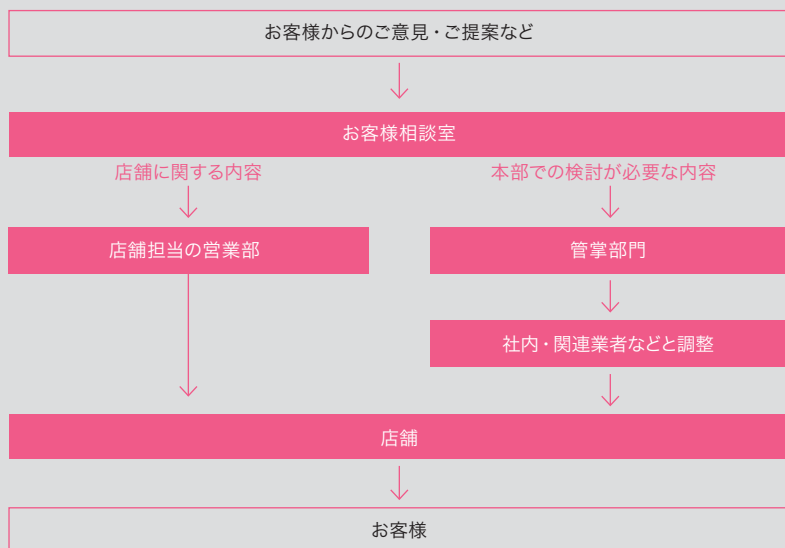 お客様からのご意見・ご提案など
お客様相談室
店舗に関する内容
本部での検討が必要な内容
店舗担当の営業部
管掌部門
社内・関連業者などと調整
店舗
お客様